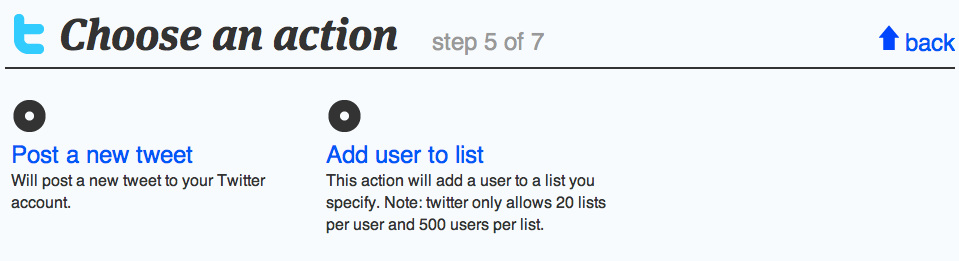 Choose an action step 5 of 7 back
Post a new tweet
Will post a new tweet to your Twitter
account.
Add user to list
This action will add a user to a list you
specify. Note: twitter only allows 20 lists
per user and 500 users per list.